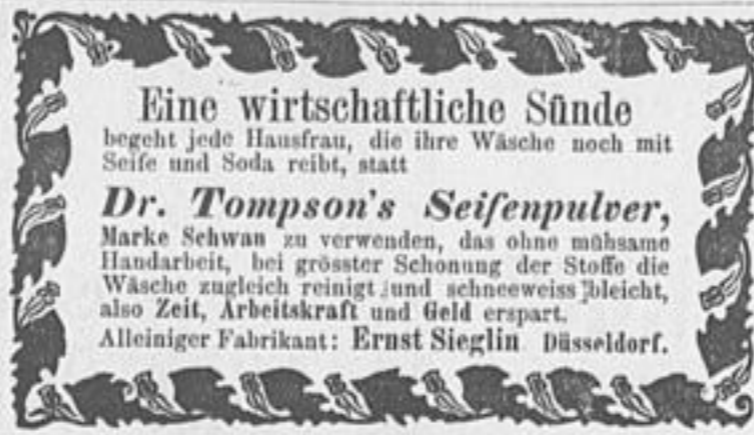 Eine wirtschaftliche Sünde
begeht jede Hausfrau, die ihre Wäsche noch mit
Seife und Soda reibt, statt
Dr. Tompson's Seifenpulver,
Marke Schwan zu verwenden, das ohne mühsame
Handarbeit, bei grösster Schonung der Stoffe die
Wäsche zugleich reinigt und schneeweiss bleicht,
also Zeit, Arbeitskraft und Geld erspart.
Alleiniger Fabrikant: Ernst Sieglin Düsseldorf.